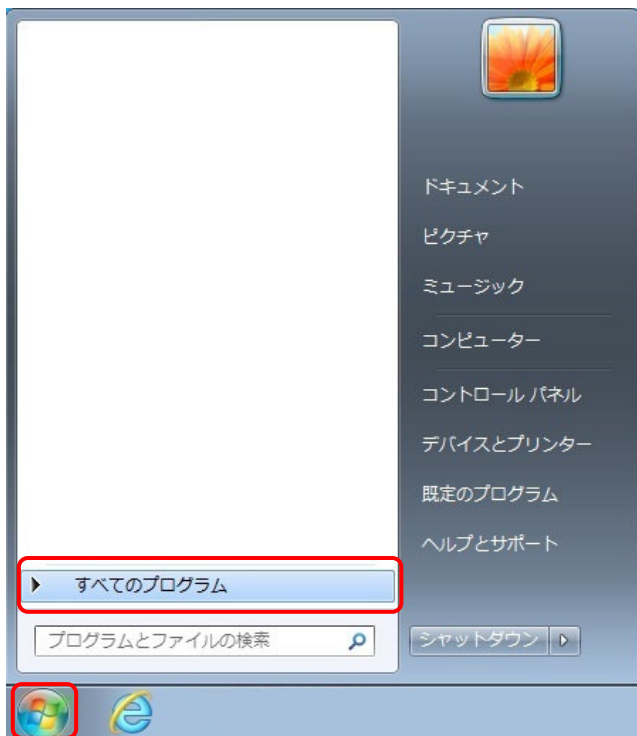 ドキュメント
ピクチャ
ミュージック
コンピューター
コントロール パネル
デバイスとプリンター
既定のプログラム
ヘルプとサポート
すべてのプログラム
プログラムとファイルの検索
シャットダウン